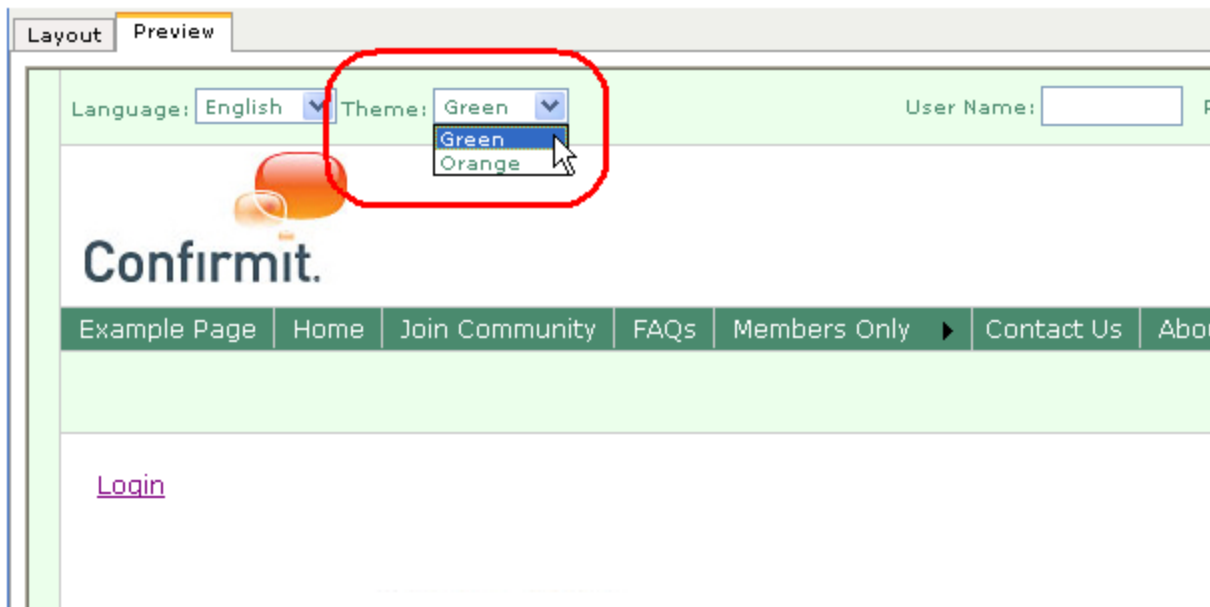 Layout Preview
Language: English Theme: Green User Name:
Green
Orange
Confirmit.
Example Page Home Join Community FAQs Members Only Contact Us
Login